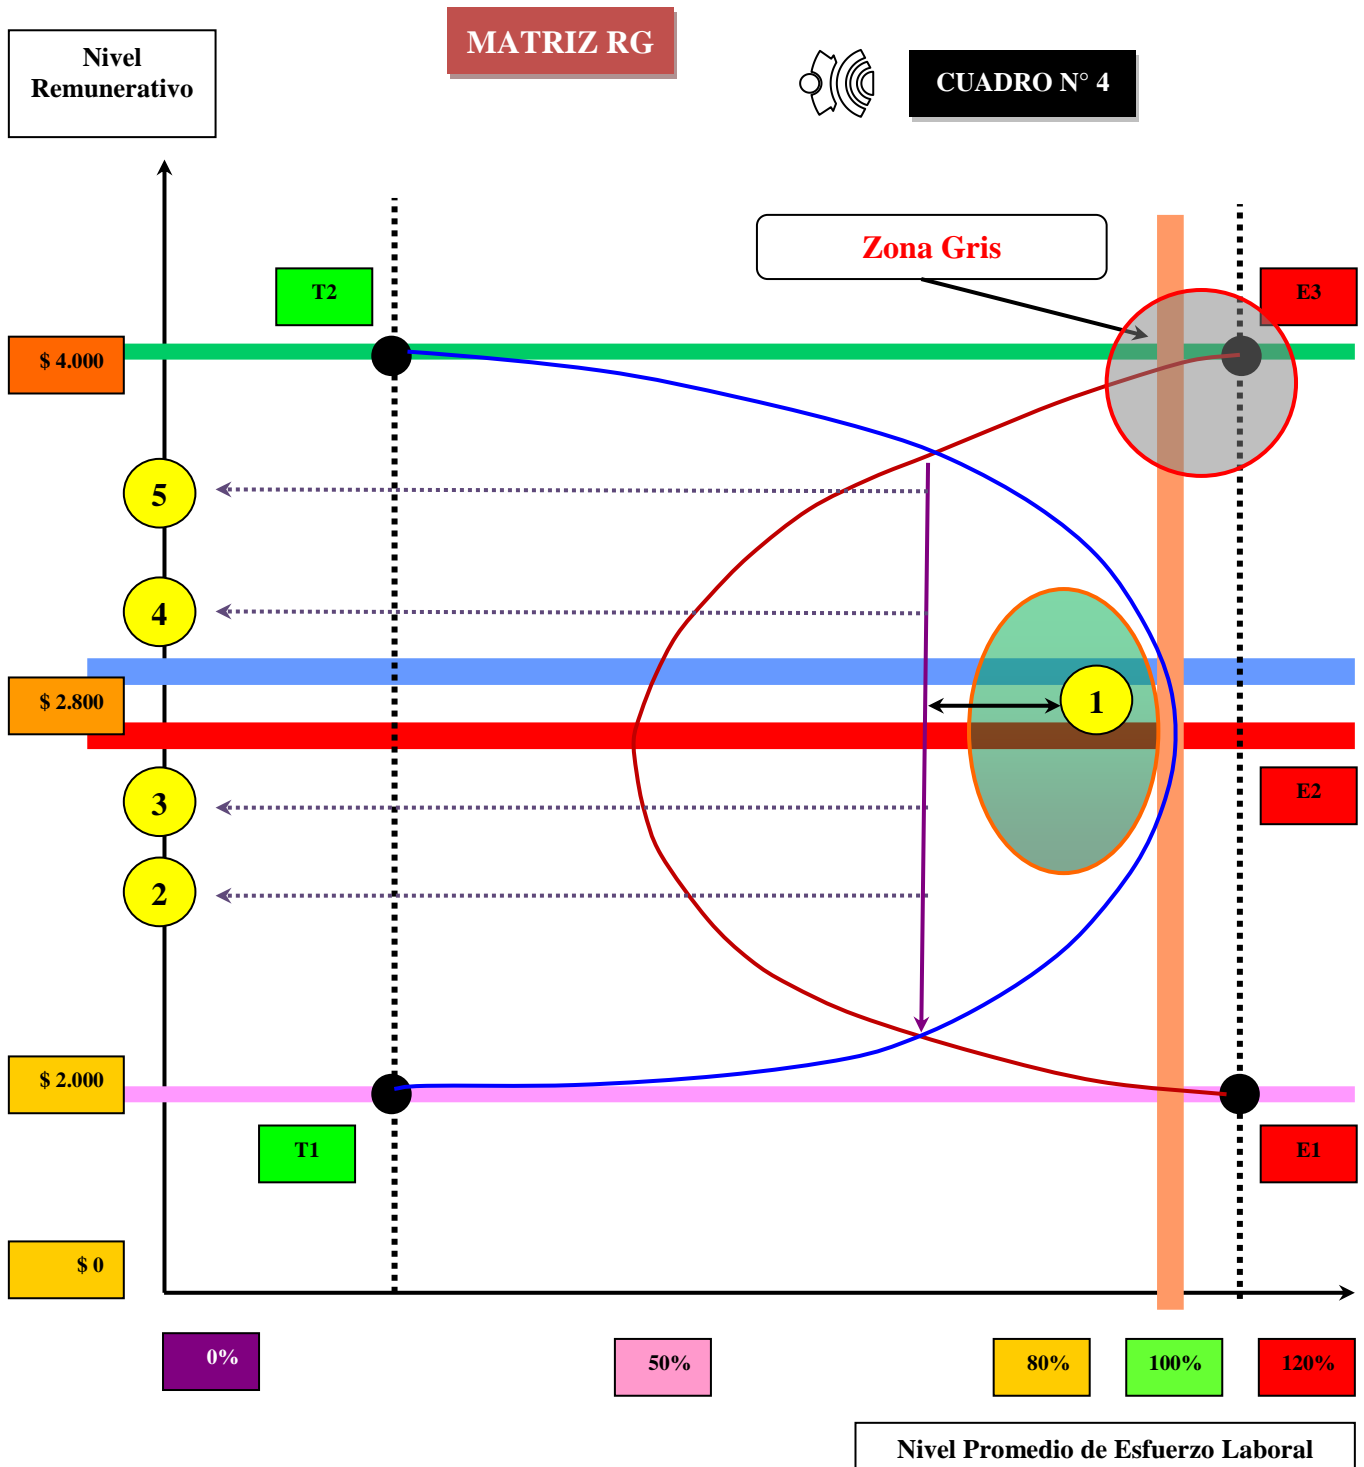 MATRIZ RG
Nivel
Remunerativo
CUADRO N° 4
Zona Gris
T2
E3
$ 4.000
5
4
$ 2.800
1
E2
3
2
$ 2.000
T1
E1
$ 0
0%
50%
80%
100%
120%
Nivel Promedio de Esfuerzo Laboral